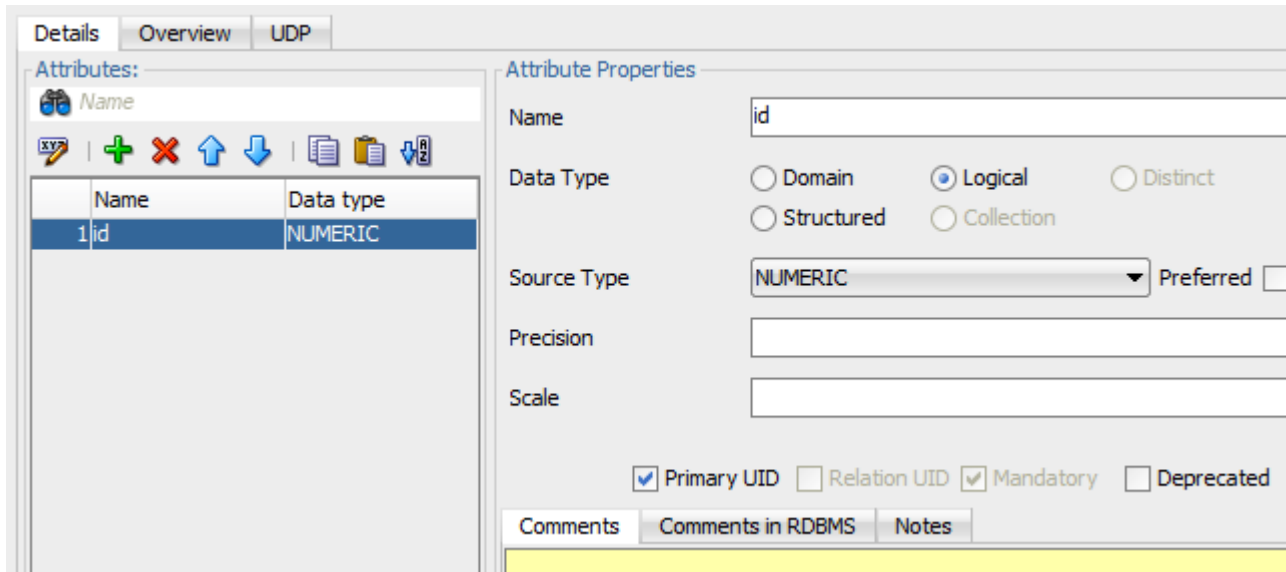 Details Overview UDP
Attributes:
Name
Name Data type
1 id NUMERIC
Attribute Properties
Name id
Data Type Domain Logical Distinct
Structured Collection
Source Type NUMERIC Preferred
Precision
Scale
Primary UID Relation UID Mandatory Deprecated
Comments Comments in RDBMS Notes